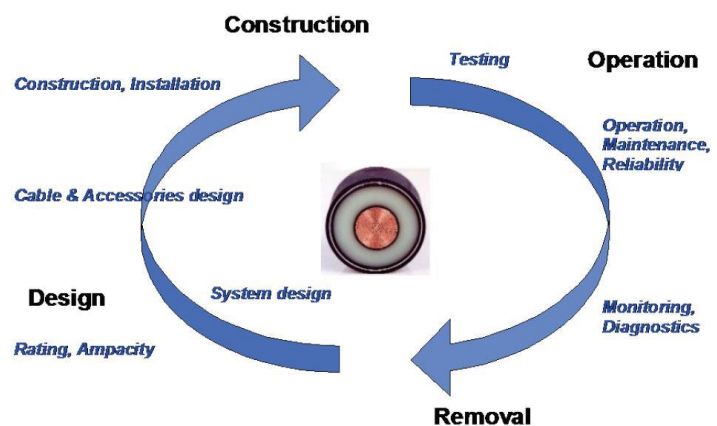 Construction
Testing
Operation
Construction, Installation
Operation,
Maintenance,
Reliability
Cable & Accessories design
Design
System design
Monitoring,
Diagnostics
Rating, Ampacity
Removal